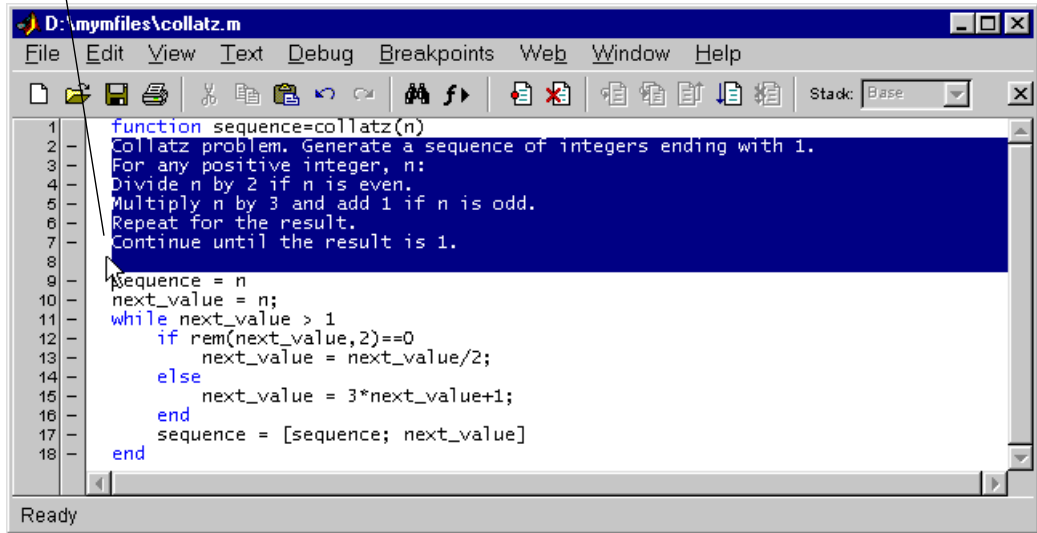 D:\mymfiles\collatz.m
File Edit View Text Debug Breakpoints Web Window Help
Stack: Base
1 function sequence=collatz(n)
2 – Collatz problem. Generate a sequence of integers ending with 1.
3 – For any positive integer, n:
4 – Divide n by 2 if n is even.
5 – Multiply n by 3 and add 1 if n is odd.
6 – Repeat for the result.
7 – Continue until the result is 1.
8
9 – sequence = n
10 – next_value = n;
11 – while next_value > 1
12 – if rem(next_value,2)==0
13 – next_value = next_value/2;
14 – else
15 – next_value = 3*next_value+1;
16 – end
17 – sequence = [sequence; next_value]
18 – end
Ready